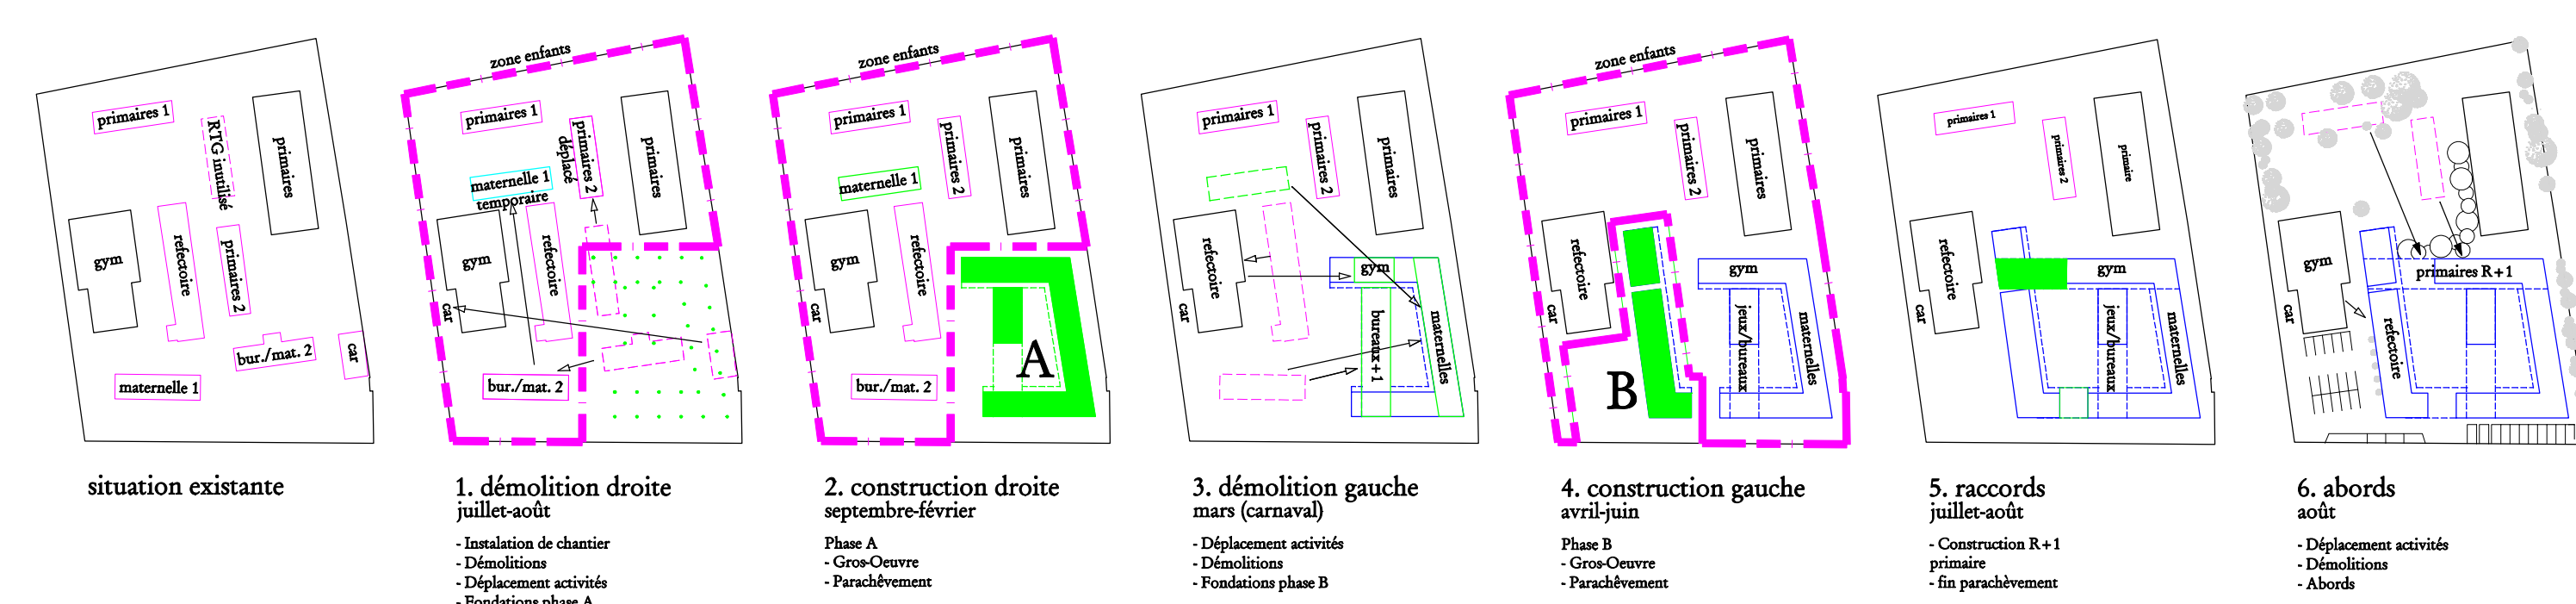 primaires 1
RTG inutilisé
primaires
gym
refectoire
primaires 2
bur./mat. 2
car
maternelle 1
situation existante
zone enfants
primaires 1
primaires 2
déplacé
primaires
maternelle 1
temporaire
gym
refectoire
car
bur./mat. 2
1. démolition droite
juillet-août
- Instalation de chantier
- Démolitions
- Déplacement activités
- Fondations phase A
zone enfants
primaires 1
primaires 2
primaires
maternelle 1
gym
refectoire
car
bur./mat. 2
A
2. construction droite
septembre-février
Phase A
- Gros-Oeuvre
- Parachêvement
primaires 1
primaires 2
primaires
refectoire
gym
car
bureaux+1
maternelles
3. démolition gauche
mars (carnaval)
- Déplacement activités
- Démolitions
- Fondations phase B
zone enfants
primaires 1
primaires 2
primaires
refectoire
gym
car
jeux/bureaux
maternelles
B
4. construction gauche
avril-juin
Phase B
- Gros-Oeuvre
- Parachêvement
primaires 1
primaires 2
primaire
refectoire
gym
car
jeux/bureaux
maternelles
5. raccords
juillet-août
- Construction R+1
primaire
- fin parachèvement
gym
primaires R+1
car
refectoire
6. abords
août
- Déplacement activités
- Démolitions
- Abords